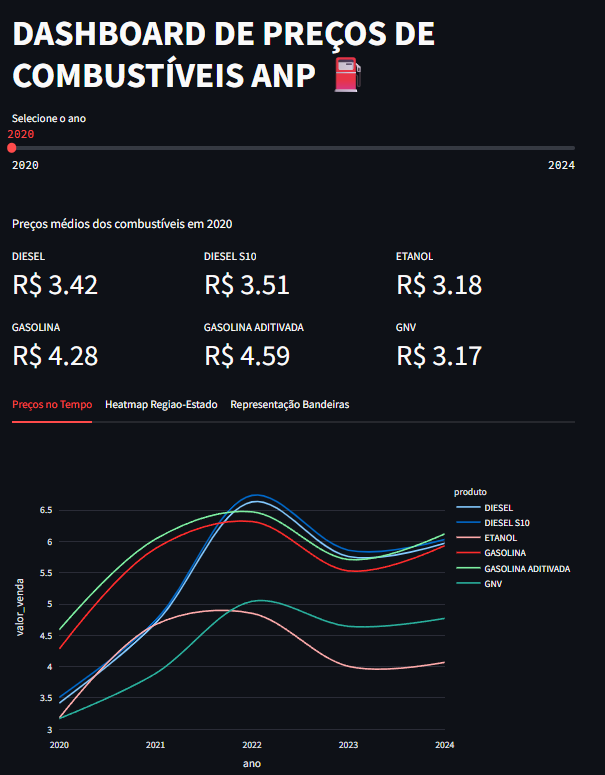 DASHBOARD DE PREÇOS DE
COMBUSTÍVEIS ANP
Selecione o ano
2020
2020 2024
Preços médios dos combustíveis em 2020
DIESEL DIESEL S10 ETANOL
R$ 3.42 R$ 3.51 R$ 3.18
GASOLINA GASOLINA ADITIVADA GNV
R$ 4.28 R$ 4.59 R$ 3.17
Preços no Tempo Heatmap Regiao-Estado Representação Bandeiras
produto
DIESEL
DIESEL S10
ETANOL
GASOLINA
GASOLINA ADITIVADA
GNV
valor_venda
6.5
6
5.5
5
4.5
4
3.5
3
2020 2021 2022 2023 2024
ano